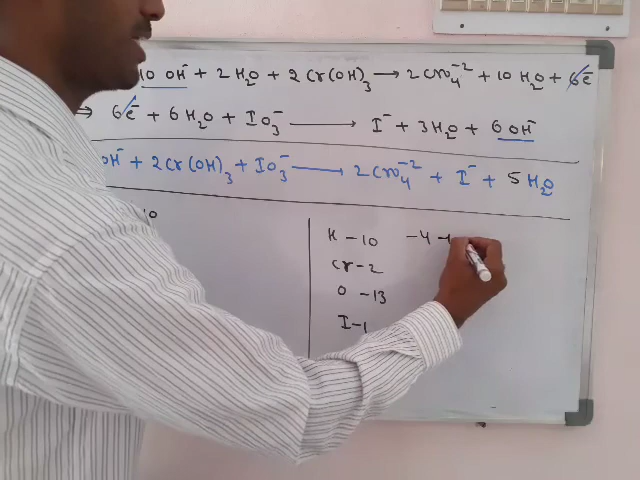 10 OH⁻ + 2 H₂O + 2 Cr(OH)₃ → 2 CrO₄⁻² + 10 H₂O + 6e⁻
⇒ 6e⁻ + 6 H₂O + IO₃⁻ → I⁻ + 3 H₂O + 6 OH⁻
OH⁻ + 2 Cr(OH)₃ + IO₃⁻ → 2 CrO₄⁻² + I⁻ + 5 H₂O
10
H - 10 -4 -
Cr - 2
O - 13
I - 1